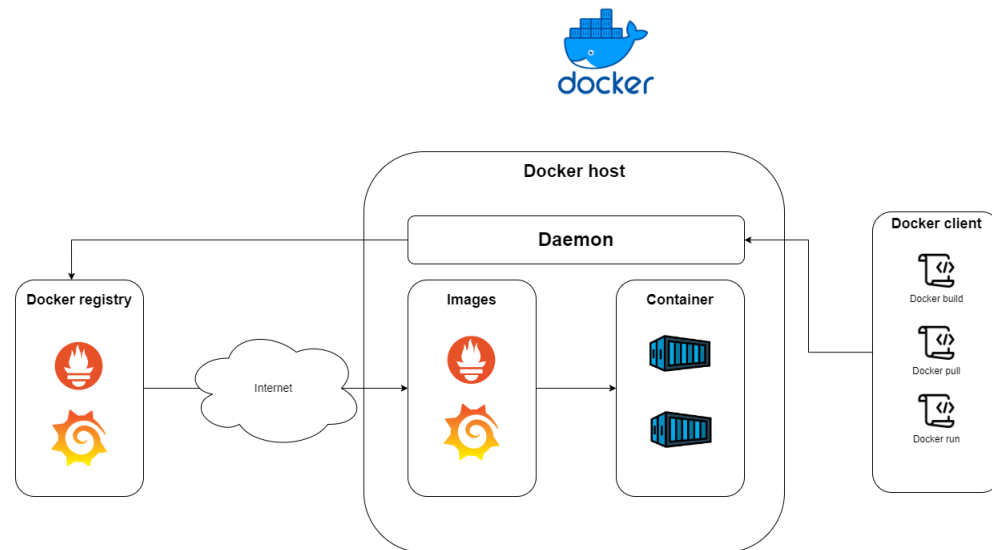 docker
Docker host
Daemon
Docker client
Docker build
Docker pull
Docker run
Docker registry
Internet
Images
Container